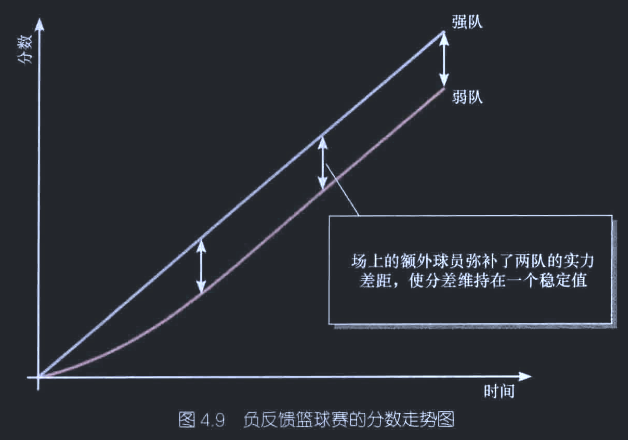 强队
分数
弱队
场上的额外球员弥补了两队的实力
差距，使分差维持在一个稳定值
时间
图 4.9 负反馈篮球赛的分数走势图